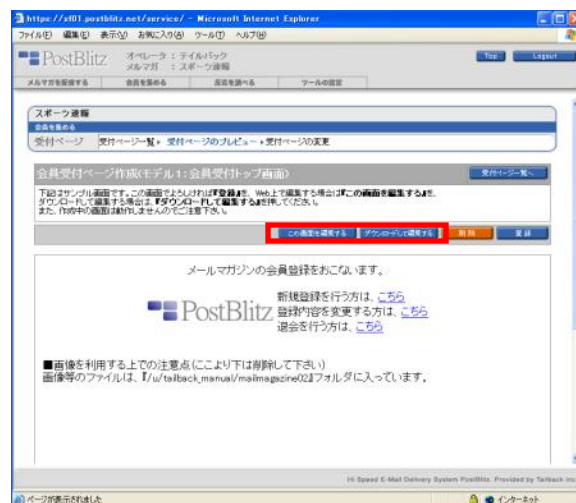 https://sf01.postblitz.net/service/ - Microsoft Internet Explorer
ファイル(F) 編集(E) 表示(V) お気に入り(A) ツール(T) ヘルプ(H)
PostBlitz オペレータ : テイルバック
メルマガ : スポーツ速報
Top Logout
メルマガを配信する 会員を集める 反応を調べる ツールの設定
スポーツ速報
会員を集める
受付ページ 受付ページ一覧 受付ページのプレビュー 受付ページの変更
会員受付ページ作成(モデル1:会員受付トップ画面) 受付ページ一覧へ
下記はサンプル画面です。この画面でよろしければ『登録』を、Web上で編集する場合は『この画面を編集する』を、
ダウンロードして編集する場合は、『ダウンロードして編集する』を押してください。
また、作成中の画面は動作しませんのでご注意下さい。
この画面を編集する ダウンロードして編集する 削除 登録
メールマガジンの会員登録をおこないます。
PostBlitz
新規登録を行う方は、こちら
登録内容を変更する方は、こちら
退会を行う方は、こちら
■画像を利用する上での注意点(ここより下は削除して下さい)
画像等のファイルは、『/u/tailback_manual/mailmagazine02』フォルダに入っています。
Hi Speed E-Mail Delivery System PostBlitz. Provided by Tailback inc.
ページが表示されました インターネット